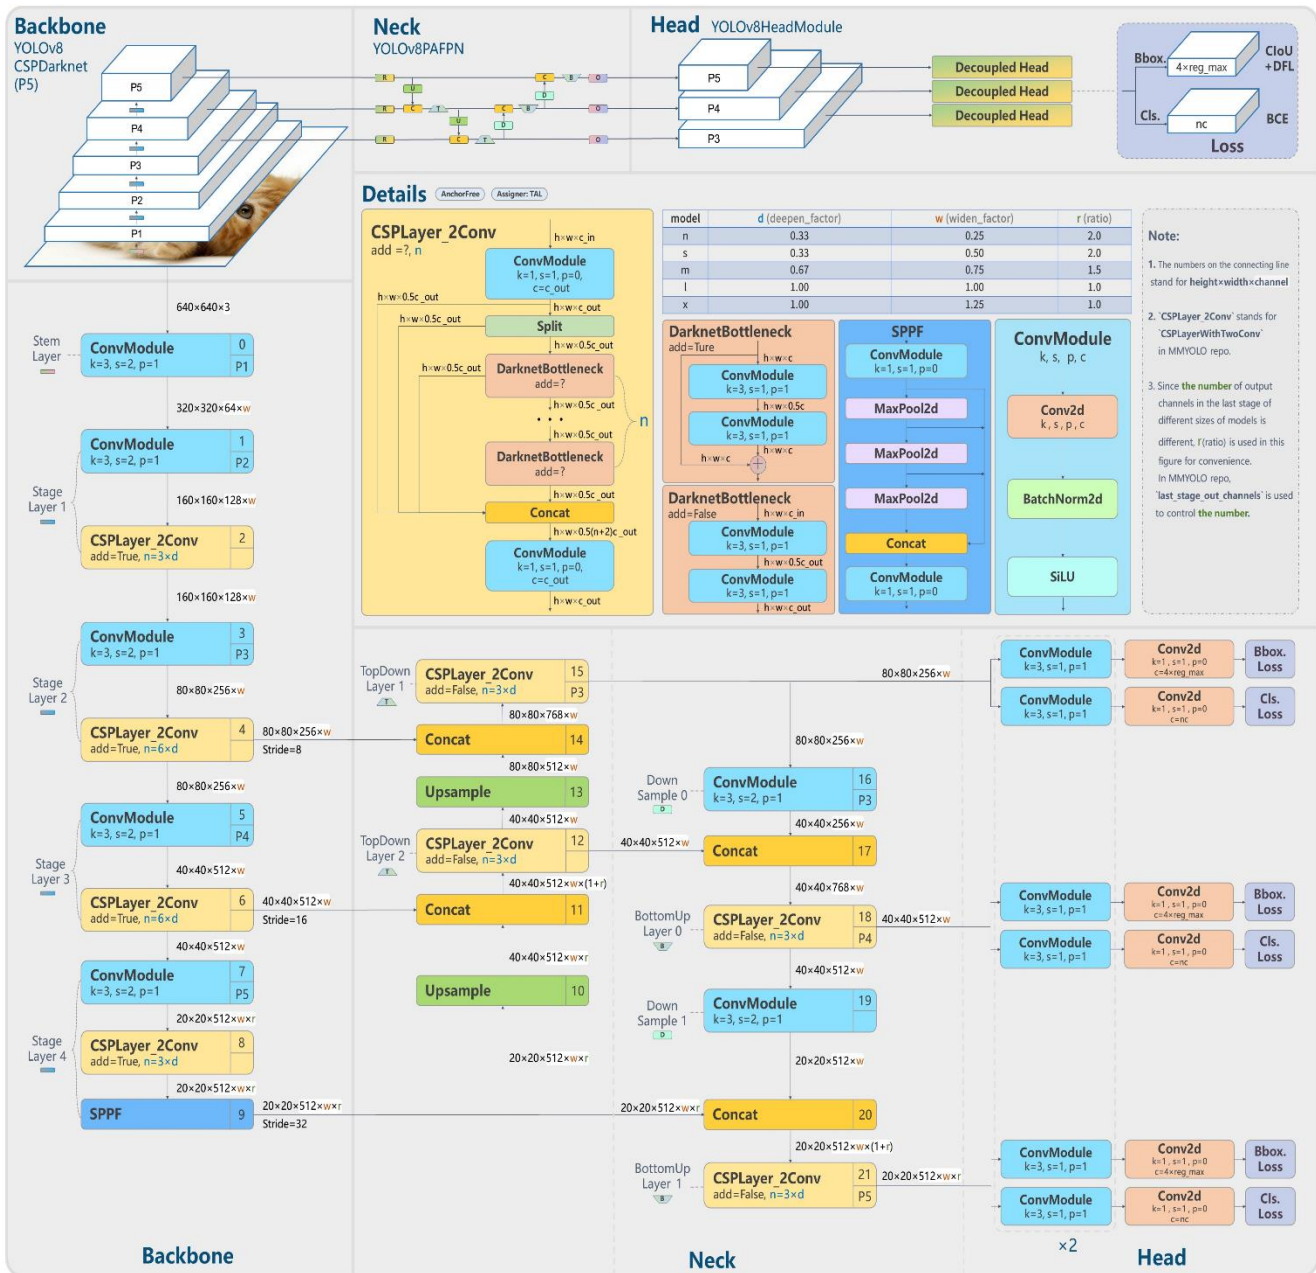 Backbone
YOLOv8
CSPDarknet
(P5)
P5
P4
P3
P2
P1
Neck
YOLOv8PAFPN
R
U
C
B
O
D
R
C
T
C
B
O
U
D
R
C
T
O
Head YOLOv8HeadModule
P5
P4
P3
Decoupled Head
Decoupled Head
Decoupled Head
Bbox.
4×reg_max
CIoU
+DFL
Cls.
nc
BCE
Loss
Details
AnchorFree
Assigner: TAL
CSPLayer_2Conv
add =?, n
h×w×c_in
ConvModule
k=1, s=1, p=0,
c=c_out
h×w×0.5c_out
h×w×c_out
h×w×0.5c_out
Split
h×w×0.5c_out
h×w×0.5c_out
DarknetBottleneck
add=?
h×w×0.5c_out
• • •
n
h×w×0.5c_out
DarknetBottleneck
add=?
h×w×0.5c_out
Concat
h×w×0.5(n+2)c_out
ConvModule
k=1, s=1, p=0,
c=c_out
h×w×c_out
model d (deepen_factor) w (widen_factor) r (ratio)
n 0.33 0.25 2.0
s 0.33 0.50 2.0
m 0.67 0.75 1.5
l 1.00 1.00 1.0
x 1.00 1.25 1.0
DarknetBottleneck
add=Ture
h×w×c
ConvModule
k=3, s=1, p=1
h×w×0.5c
ConvModule
k=3, s=1, p=1
h×w×c
h×w×c
+
DarknetBottleneck
add=False
h×w×c_in
ConvModule
k=3, s=1, p=1
h×w×0.5c_out
ConvModule
k=3, s=1, p=1
h×w×c_out
SPPF
ConvModule
k=1, s=1, p=0
MaxPool2d
MaxPool2d
MaxPool2d
Concat
ConvModule
k=1, s=1, p=0
ConvModule
k, s, p, c
Conv2d
k, s, p, c
BatchNorm2d
SiLU
Note:
1. The numbers on the connecting line
stand for height×width×channel
2. `CSPLayer_2Conv` stands for
`CSPLayerWithTwoConv`
in MMYOLO repo.
3. Since the number of output
channels in the last stage of
different sizes of models is
different, r(ratio) is used in this
figure for convenience.
In MMYOLO repo,
`last_stage_out_channels` is used
to control the number.
640×640×3
Stem
Layer
ConvModule
k=3, s=2, p=1
0
P1
320×320×64×w
Stage
Layer 1
ConvModule
k=3, s=2, p=1
1
P2
160×160×128×w
CSPLayer_2Conv
add=True, n=3×d
2
160×160×128×w
Stage
Layer 2
ConvModule
k=3, s=2, p=1
3
P3
80×80×256×w
CSPLayer_2Conv
add=True, n=6×d
4
80×80×256×w
Stride=8
80×80×256×w
Stage
Layer 3
ConvModule
k=3, s=2, p=1
5
P4
40×40×512×w
CSPLayer_2Conv
add=True, n=6×d
6
40×40×512×w
Stride=16
40×40×512×w
Stage
Layer 4
ConvModule
k=3, s=2, p=1
7
P5
20×20×512×w×r
CSPLayer_2Conv
add=True, n=3×d
8
20×20×512×w×r
SPPF
9
20×20×512×w×r
Stride=32
Backbone
TopDown
Layer 1
T
CSPLayer_2Conv
add=False, n=3×d
15
P3
80×80×768×w
Concat
14
80×80×512×w
Upsample
13
40×40×512×w
TopDown
Layer 2
T
CSPLayer_2Conv
add=False, n=3×d
12
40×40×512×w
40×40×512×w×(1+r)
Concat
11
40×40×512×w×r
Upsample
10
20×20×512×w×r
80×80×256×w
80×80×256×w
Down
Sample 0
D
ConvModule
k=3, s=2, p=1
16
P3
40×40×256×w
Concat
17
40×40×768×w
BottomUp
Layer 0
B
CSPLayer_2Conv
add=False, n=3×d
18
P4
40×40×512×w
40×40×512×w
Down
Sample 1
D
ConvModule
k=3, s=2, p=1
19
20×20×512×w
20×20×512×w×r
Concat
20
20×20×512×w×(1+r)
BottomUp
Layer 1
B
CSPLayer_2Conv
add=False, n=3×d
21
P5
20×20×512×w×r
Neck
ConvModule
k=3, s=1, p=1
Conv2d
k=1, s=1, p=0
c=4×reg_max
Bbox.
Loss
ConvModule
k=3, s=1, p=1
Conv2d
k=1, s=1, p=0
c=nc
Cls.
Loss
ConvModule
k=3, s=1, p=1
Conv2d
k=1, s=1, p=0
c=4×reg_max
Bbox.
Loss
ConvModule
k=3, s=1, p=1
Conv2d
k=1, s=1, p=0
c=nc
Cls.
Loss
ConvModule
k=3, s=1, p=1
Conv2d
k=1, s=1, p=0
c=4×reg_max
Bbox.
Loss
ConvModule
k=3, s=1, p=1
Conv2d
k=1, s=1, p=0
c=nc
Cls.
Loss
×2
Head